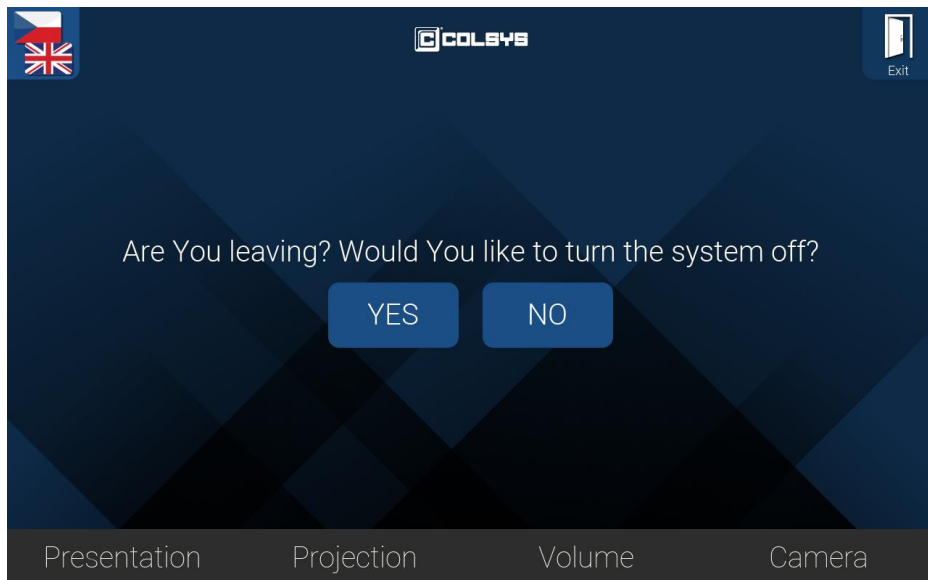 COLSYS
Exit
Are You leaving? Would You like to turn the system off?
YES NO
Presentation Projection Volume Camera